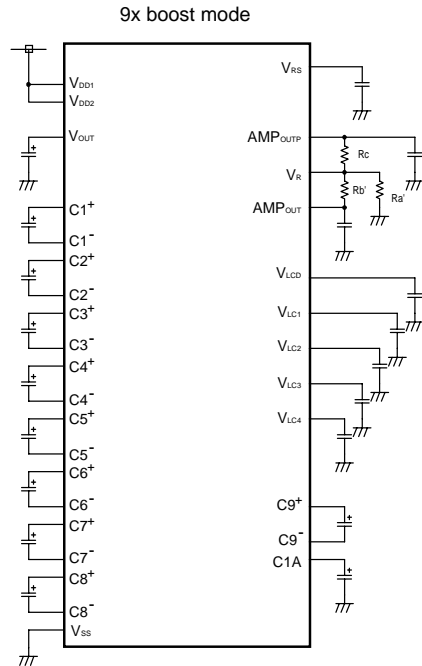 9x boost mode
VDD1
VDD2
VOUT
C1+
C1-
C2+
C2-
C3+
C3-
C4+
C4-
C5+
C5-
C6+
C6-
C7+
C7-
C8+
C8-
VSS
VRS
AMPOUTP
Rc
VR
Rb'
Ra'
AMPOUT
VLCD
VLC1
VLC2
VLC3
VLC4
C9+
C9-
C1A